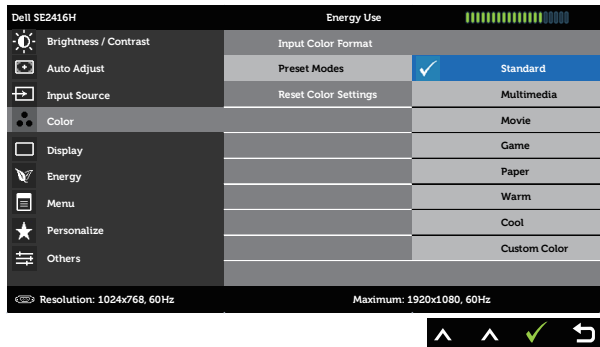 Dell SE2416H Energy Use
Brightness / Contrast
Auto Adjust
Input Source
Color
Display
Energy
Menu
Personalize
Others
Input Color Format
Preset Modes
Reset Color Settings
Standard
Multimedia
Movie
Game
Paper
Warm
Cool
Custom Color
Resolution: 1024x768, 60Hz Maximum: 1920x1080, 60Hz